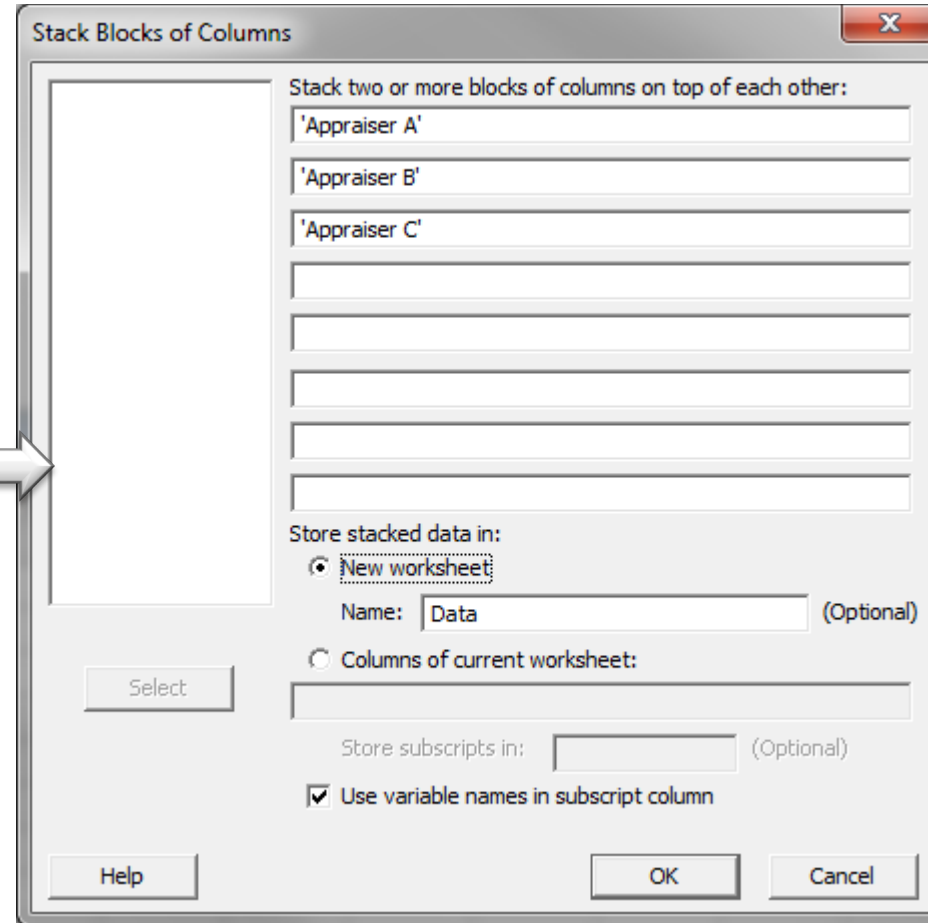 Stack Blocks of Columns
Stack two or more blocks of columns on top of each other:
'Appraiser A'
'Appraiser B'
'Appraiser C'
Store stacked data in:
New worksheet
Name: Data (Optional)
Columns of current worksheet:
Select
Store subscripts in: (Optional)
Use variable names in subscript column
Help OK Cancel